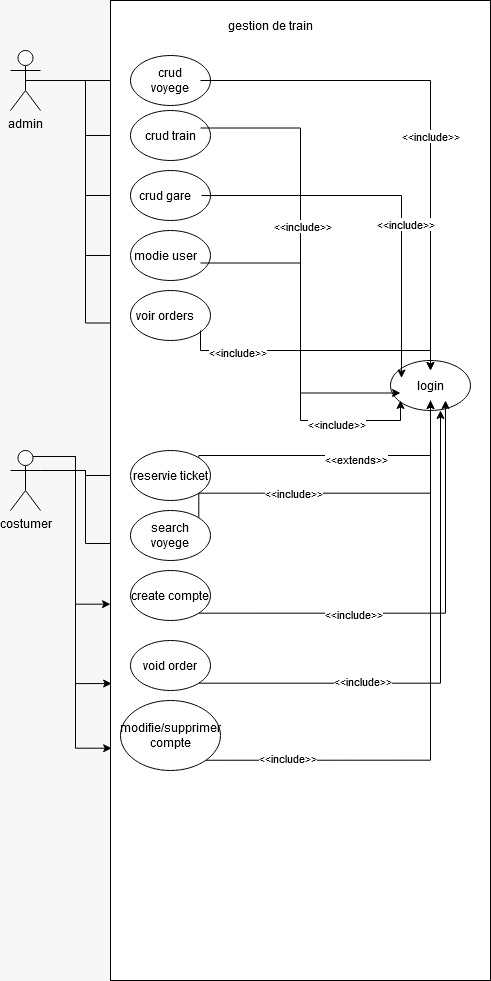 gestion de train
admin
crud
voyege
<<include>>
crud train
crud gare
<<include>>
<<include>>
modie user
voir orders
<<include>>
login
<<include>>
costumer
reservie ticket
<<extends>>
<<include>>
search
voyege
create compte
<<include>>
void order
<<include>>
modifie/supprimer
compte
<<include>>